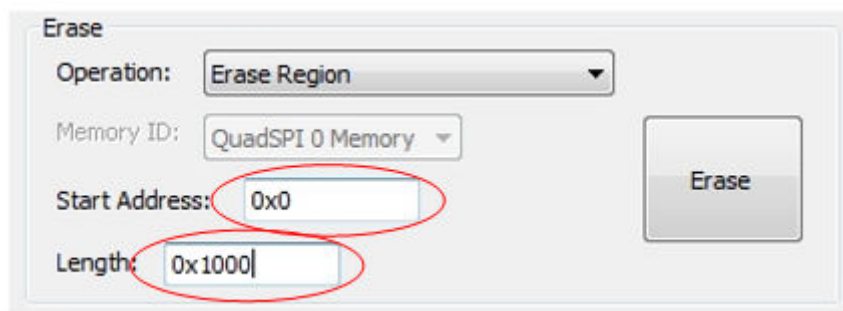 Erase
Operation: Erase Region
Memory ID: QuadSPI 0 Memory
Erase
Start Address: 0x0
Length: 0x1000